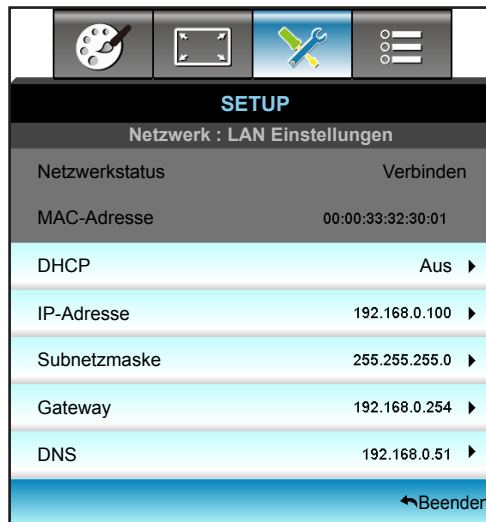 SETUP
Netzwerk : LAN Einstellungen
Netzwerkstatus Verbinden
MAC-Adresse 00:00:33:32:30:01
DHCP Aus
IP-Adresse 192.168.0.100
Subnetzmaske 255.255.255.0
Gateway 192.168.0.254
DNS 192.168.0.51
Beenden